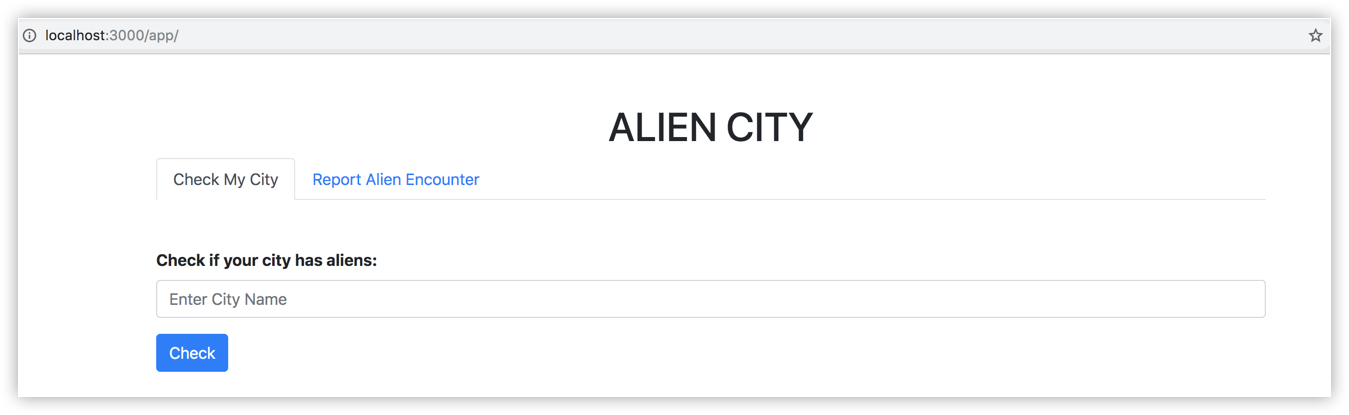 localhost:3000/app/
ALIEN CITY
Check My City Report Alien Encounter
Check if your city has aliens:
Enter City Name
Check